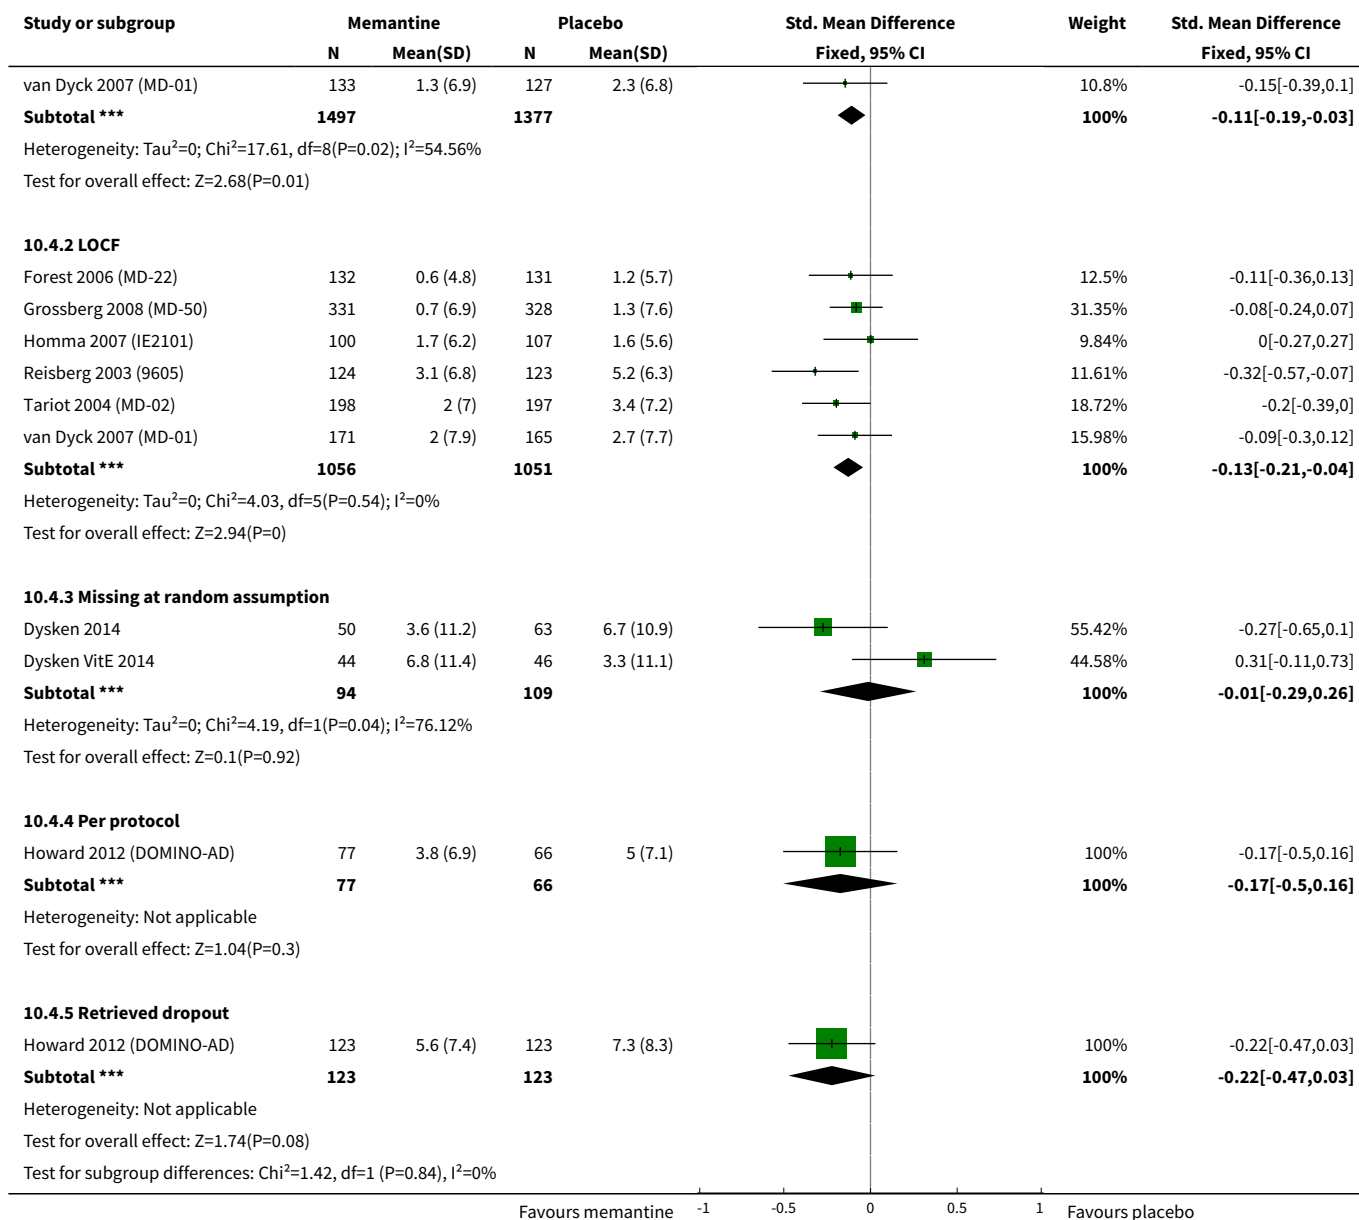 Study or subgroup Memantine Placebo Std. Mean Difference Weight Std. Mean Difference
N Mean(SD) N Mean(SD) Fixed, 95% CI Fixed, 95% CI
van Dyck 2007 (MD-01) 133 1.3 (6.9) 127 2.3 (6.8) 10.8% -0.15[-0.39,0.1]
Subtotal *** 1497 1377 100% -0.11[-0.19,-0.03]
Heterogeneity: Tau²=0; Chi²=17.61, df=8(P=0.02); I²=54.56%
Test for overall effect: Z=2.68(P=0.01)
10.4.2 LOCF
Forest 2006 (MD-22) 132 0.6 (4.8) 131 1.2 (5.7) 12.5% -0.11[-0.36,0.13]
Grossberg 2008 (MD-50) 331 0.7 (6.9) 328 1.3 (7.6) 31.35% -0.08[-0.24,0.07]
Homma 2007 (IE2101) 100 1.7 (6.2) 107 1.6 (5.6) 9.84% 0[-0.27,0.27]
Reisberg 2003 (9605) 124 3.1 (6.8) 123 5.2 (6.3) 11.61% -0.32[-0.57,-0.07]
Tariot 2004 (MD-02) 198 2 (7) 197 3.4 (7.2) 18.72% -0.2[-0.39,0]
van Dyck 2007 (MD-01) 171 2 (7.9) 165 2.7 (7.7) 15.98% -0.09[-0.3,0.12]
Subtotal *** 1056 1051 100% -0.13[-0.21,-0.04]
Heterogeneity: Tau²=0; Chi²=4.03, df=5(P=0.54); I²=0%
Test for overall effect: Z=2.94(P=0)
10.4.3 Missing at random assumption
Dysken 2014 50 3.6 (11.2) 63 6.7 (10.9) 55.42% -0.27[-0.65,0.1]
Dysken VitE 2014 44 6.8 (11.4) 46 3.3 (11.1) 44.58% 0.31[-0.11,0.73]
Subtotal *** 94 109 100% -0.01[-0.29,0.26]
Heterogeneity: Tau²=0; Chi²=4.19, df=1(P=0.04); I²=76.12%
Test for overall effect: Z=0.1(P=0.92)
10.4.4 Per protocol
Howard 2012 (DOMINO-AD) 77 3.8 (6.9) 66 5 (7.1) 100% -0.17[-0.5,0.16]
Subtotal *** 77 66 100% -0.17[-0.5,0.16]
Heterogeneity: Not applicable
Test for overall effect: Z=1.04(P=0.3)
10.4.5 Retrieved dropout
Howard 2012 (DOMINO-AD) 123 5.6 (7.4) 123 7.3 (8.3) 100% -0.22[-0.47,0.03]
Subtotal *** 123 123 100% -0.22[-0.47,0.03]
Heterogeneity: Not applicable
Test for overall effect: Z=1.74(P=0.08)
Test for subgroup differences: Chi²=1.42, df=1 (P=0.84), I²=0%
Favours memantine -1 -0.5 0 0.5 1 Favours placebo